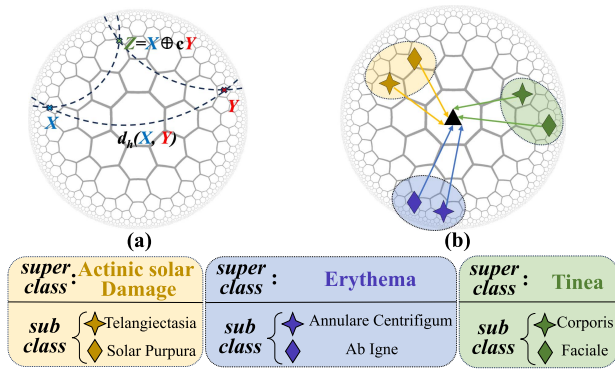 Z=X⊕cY
X
Y
d_h(X, Y)
(a)
(b)
super class : Actinic solar Damage
sub class { Telangiectasia
Solar Purpura
super class : Erythema
sub class { Annulare Centrifigum
Ab Igne
super class : Tinea
sub class { Corporis
Faciale